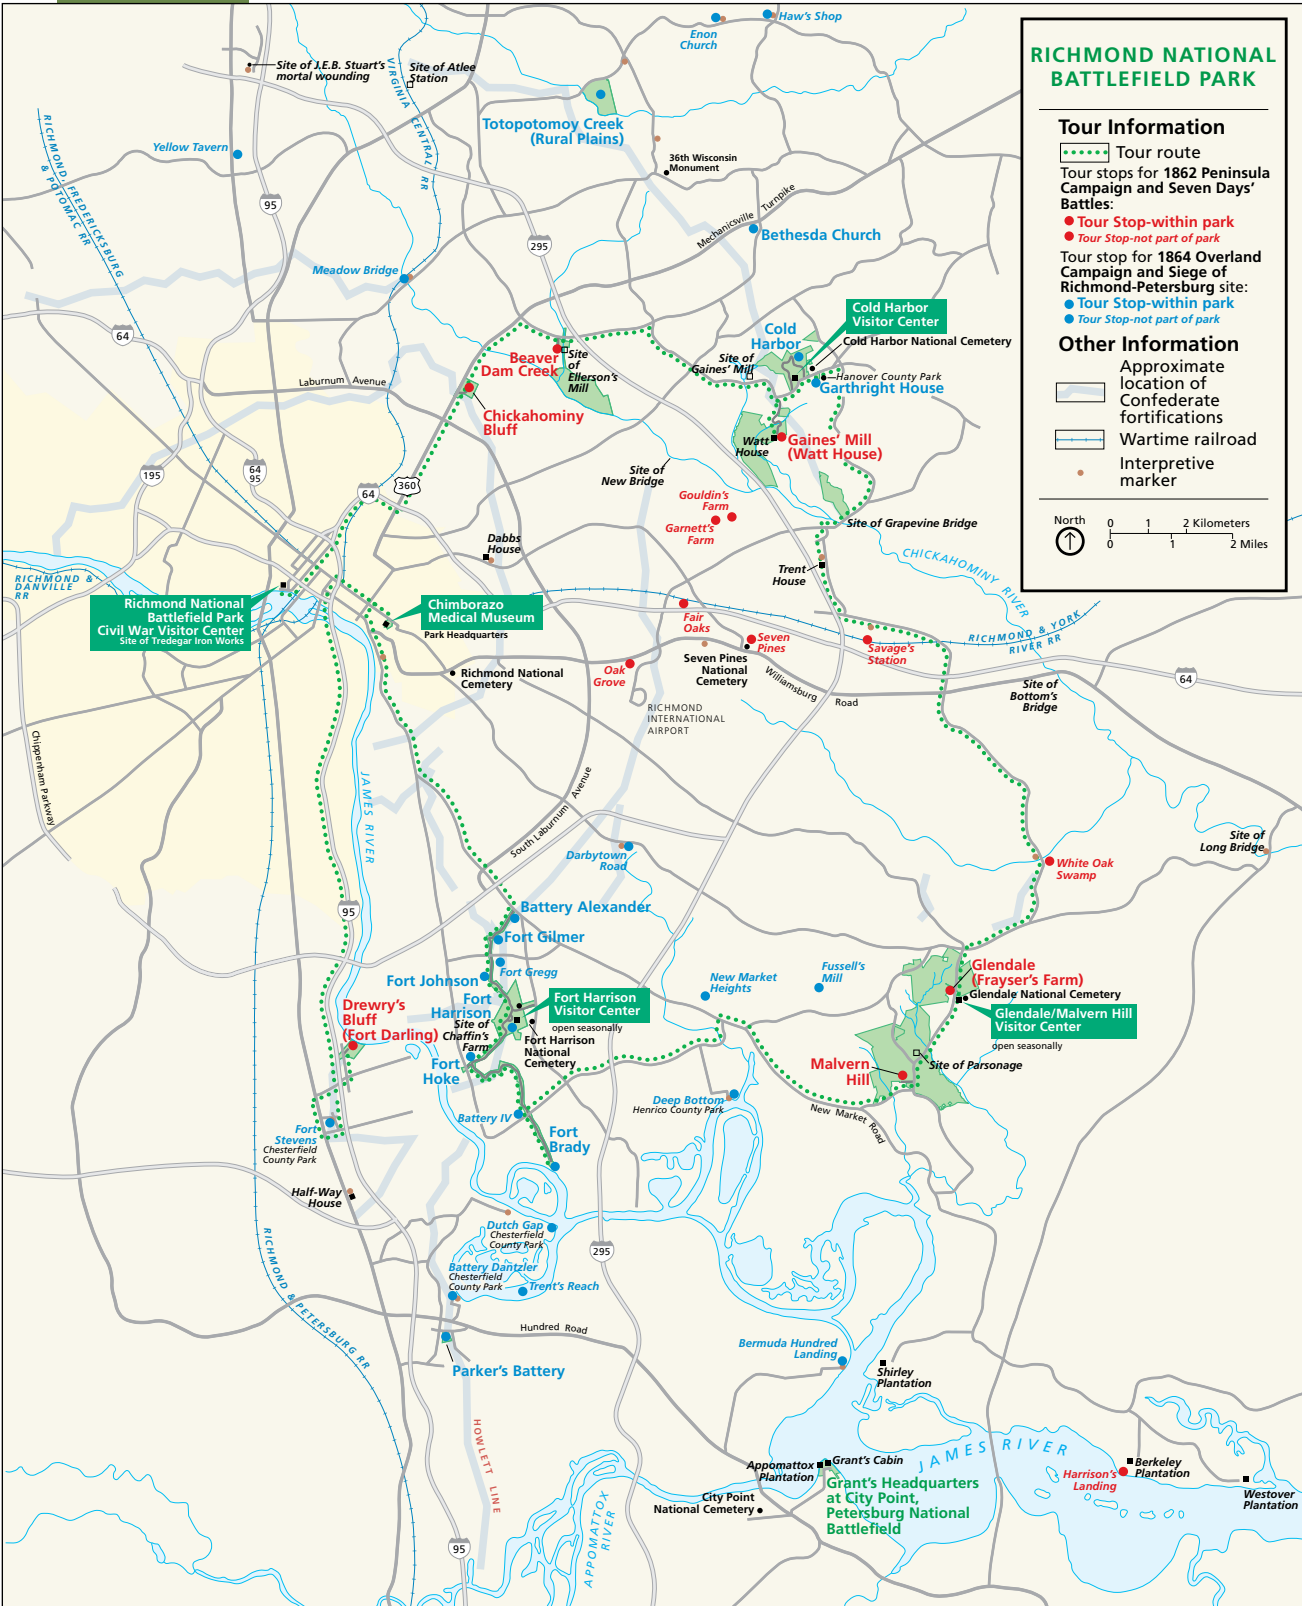 Haw's Shop
Enon
Church
Site of J.E.B. Stuart's
mortal wounding
Site of Atlee
Station
VIRGINIA CENTRAL RR
RICHMOND, FREDERICKSBURG
& POTOMAC RR
Totopotomoy Creek
(Rural Plains)
Yellow Tavern
36th Wisconsin
Monument
95
Mechanicsville Turnpike
Bethesda Church
295
Meadow Bridge
RICHMOND NATIONAL
BATTLEFIELD PARK
Tour Information
Tour route
Tour stops for 1862 Peninsula
Campaign and Seven Days'
Battles:
Tour Stop-within park
Tour Stop-not part of park
Tour stop for 1864 Overland
Campaign and Siege of
Richmond-Petersburg site:
Tour Stop-within park
Tour Stop-not part of park
Other Information
Approximate
location of
Confederate
fortifications
Wartime railroad
Interpretive
marker
North
0 1 2 Kilometers
0 1 2 Miles
64
Cold Harbor
Visitor Center
Cold
Harbor
Cold Harbor National Cemetery
Beaver
Dam Creek
Site
of
Ellerson's
Mill
Site of
Gaines' Mill
Hanover County Park
Garthright House
Laburnum Avenue
Chickahominy
Bluff
Watt
House
Gaines' Mill
(Watt House)
195
64
95
64
360
Site of
New Bridge
Gouldin's
Farm
Garnett's
Farm
Site of Grapevine Bridge
Dabbs
House
CHICKAHOMINY RIVER
Trent
House
RICHMOND &
DANVILLE
RR
Richmond National
Battlefield Park
Civil War Visitor Center
Site of Tredegar Iron Works
Chimborazo
Medical Museum
Park Headquarters
Fair
Oaks
Seven
Pines
Savage's
Station
RICHMOND & YORK
RIVER RR
Richmond National
Cemetery
Oak
Grove
Seven Pines
National
Cemetery
Williamsburg Road
Site of
Bottom's
Bridge
64
RICHMOND
INTERNATIONAL
AIRPORT
Chippenham Parkway
JAMES RIVER
South Laburnum Avenue
Darbytown
Road
Site of
Long Bridge
White Oak
Swamp
95
Battery Alexander
Fort Gilmer
Fort Gregg
Fort Johnson
New Market
Heights
Fussell's
Mill
Glendale
(Frayser's Farm)
Glendale National Cemetery
Glendale/Malvern Hill
Visitor Center
open seasonally
Drewry's
Bluff
(Fort Darling)
Fort
Harrison
Fort Harrison
Visitor Center
open seasonally
Site of
Chaffin's
Farm
Fort Harrison
National
Cemetery
Fort
Hoke
Site of Parsonage
Malvern
Hill
Battery IV
Deep Bottom
Henrico County Park
New Market Road
Fort
Stevens
Chesterfield
County Park
Fort
Brady
Half-Way
House
Dutch Gap
Chesterfield
County Park
295
RICHMOND & PETERSBURG RR
Battery Dantzler
Chesterfield
County Park
Trent's Reach
Hundred Road
Bermuda Hundred
Landing
Parker's Battery
Shirley
Plantation
HOWLETT LINE
JAMES RIVER
Appomattox
Plantation
Grant's Cabin
Berkeley
Plantation
Harrison's
Landing
Grant's Headquarters
at City Point,
Petersburg National
Battlefield
City Point
National Cemetery
Westover
Plantation
APPOMATTOX
RIVER
95